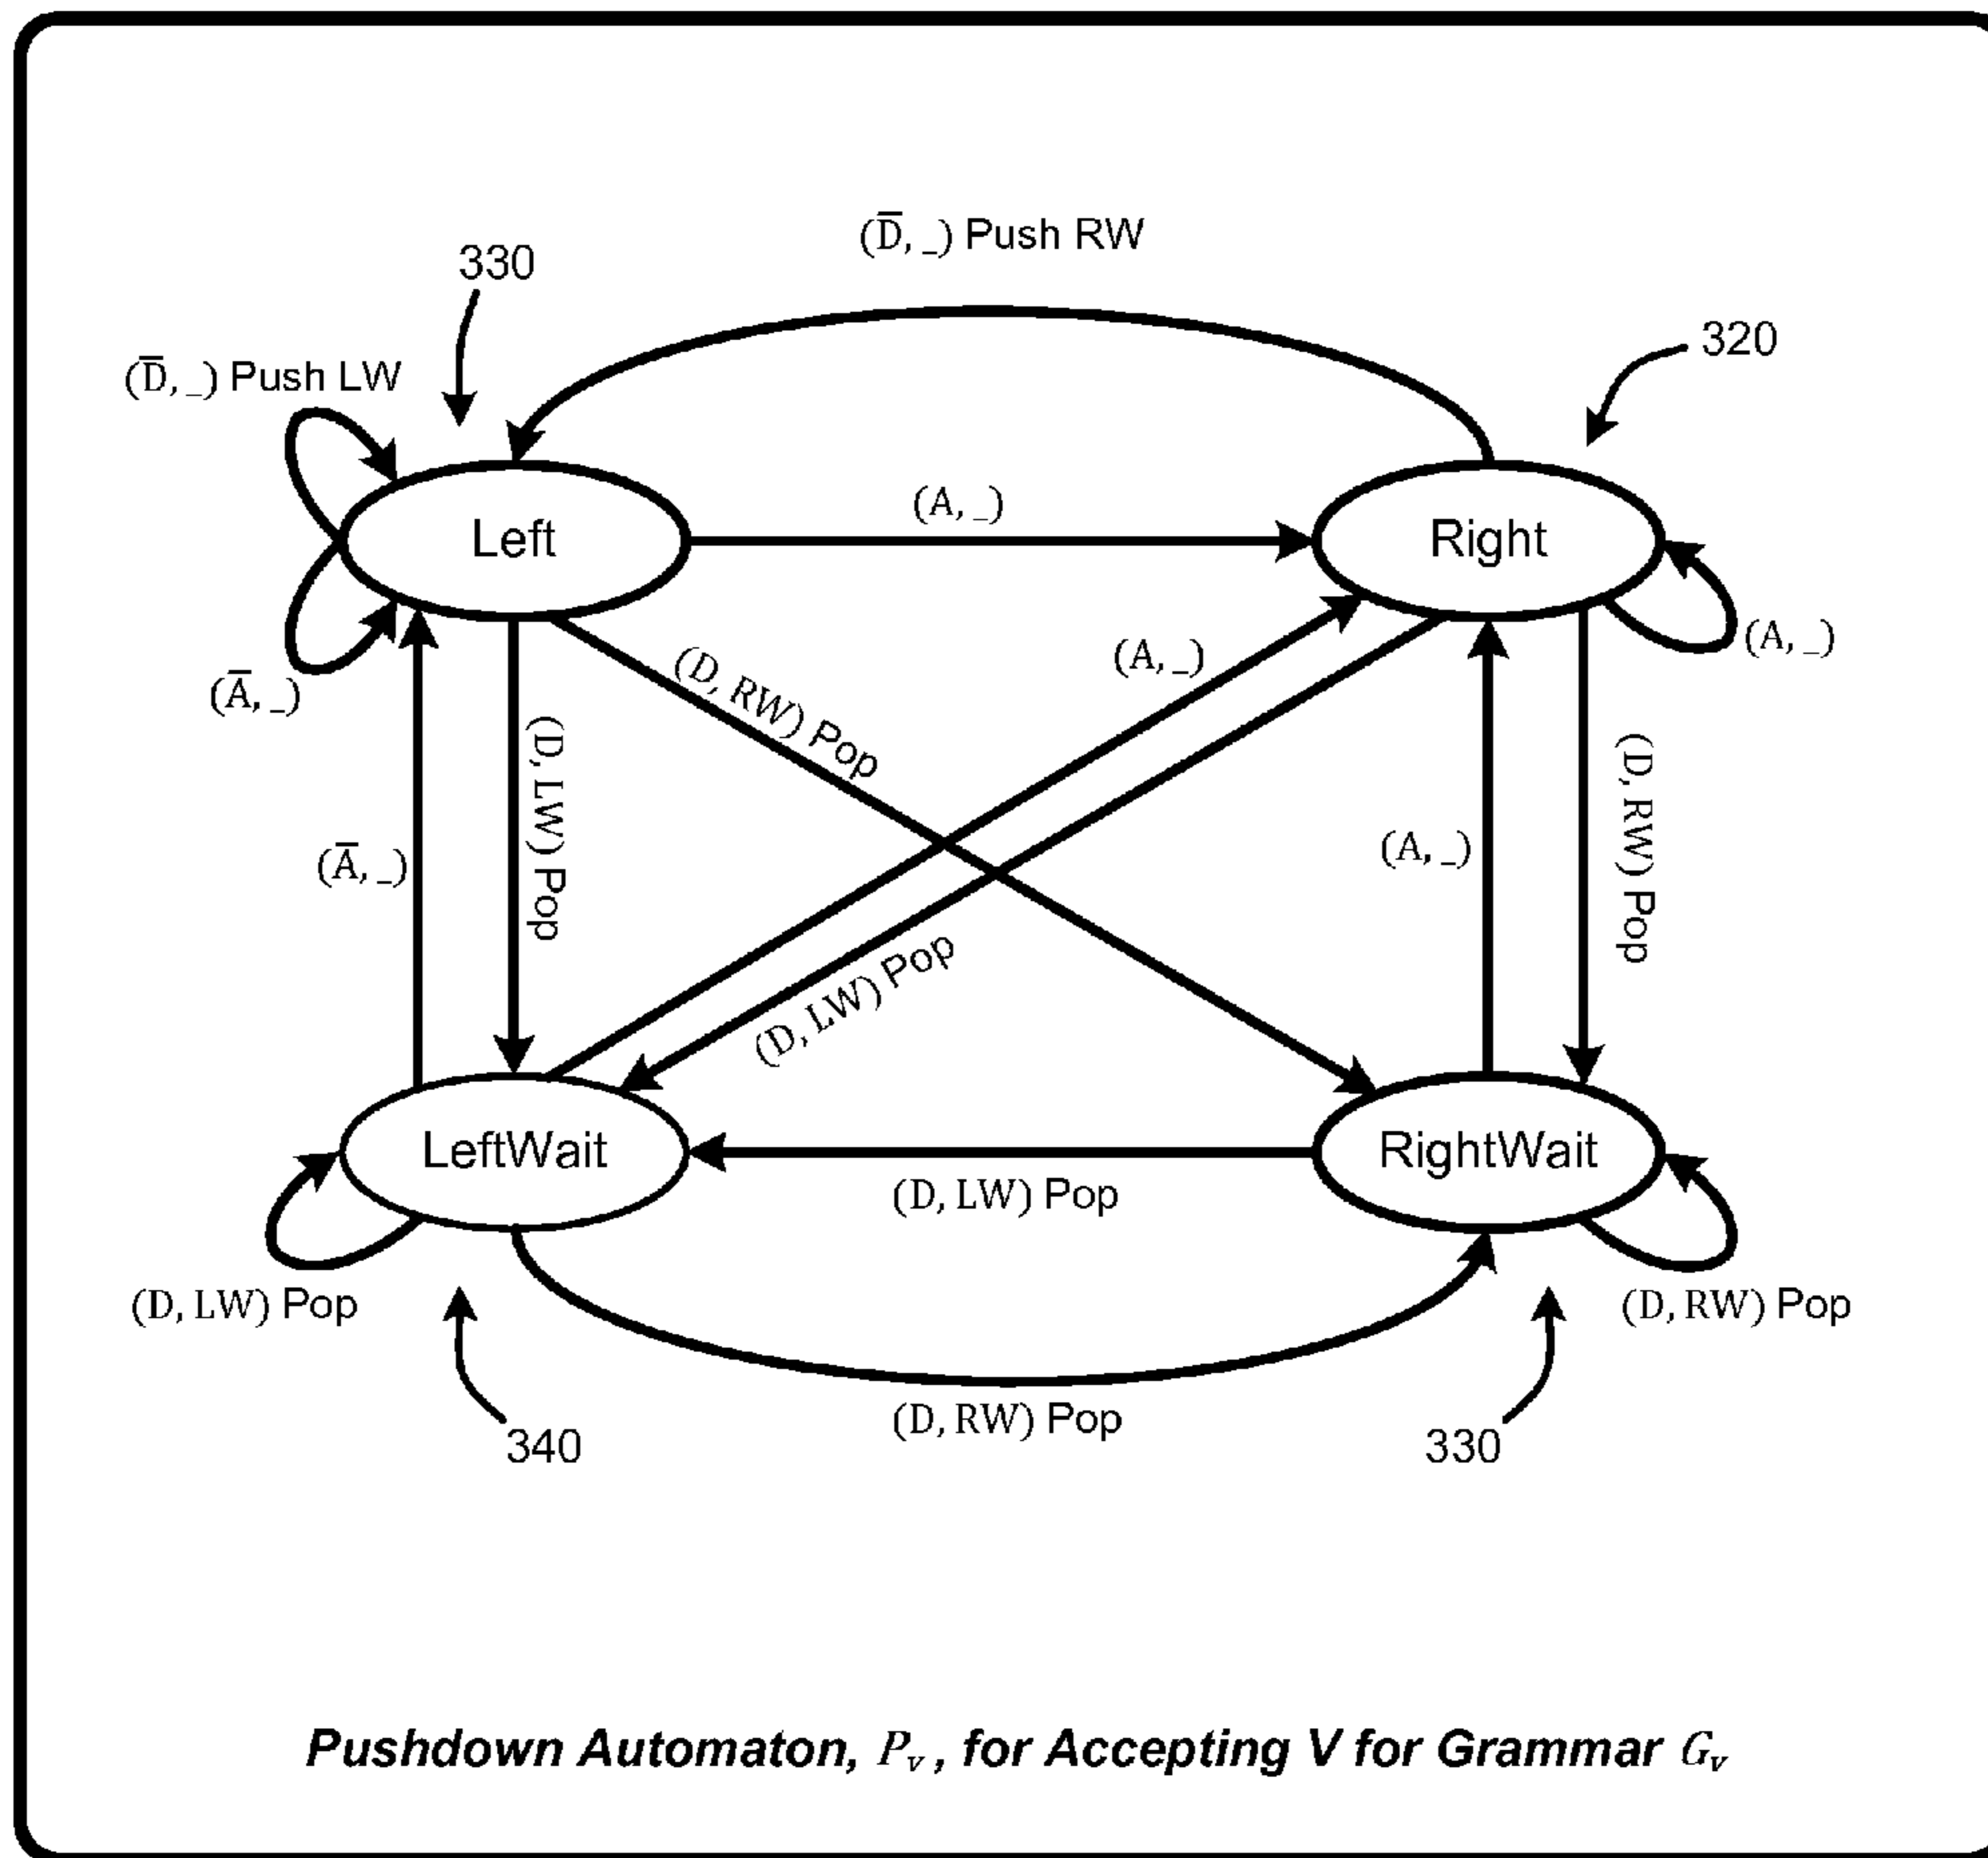 (D̅, _) Push RW
330
320
(D̅, _) Push LW
(A, _)
Left
Right
(A, _)
(A, _)
(A̅, _)
(D, RW) Pop
(D, LW) Pop
(D, RW) Pop
(A̅, _)
(A, _)
(D, LW) Pop
LeftWait
RightWait
(D, LW) Pop
(D, LW) Pop
(D, RW) Pop
(D, RW) Pop
340
330
Pushdown Automaton, Pᵥ, for Accepting V for Grammar Gᵥ